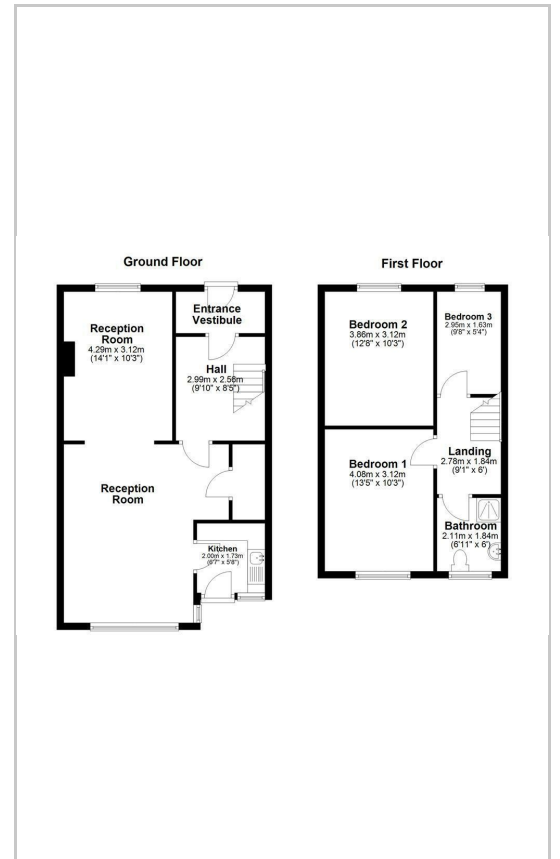 Ground Floor
Entrance
Vestibule
Reception
Room
4.29m x 3.12m
(14'1" x 10'3")
Hall
2.99m x 2.56m
(9'10" x 8'5")
Reception
Room
Kitchen
2.00m x 1.73m
(6'7" x 5'8")
First Floor
Bedroom 2
3.86m x 3.12m
(12'8" x 10'3")
Bedroom 3
2.95m x 1.63m
(9'8" x 5'4")
Bedroom 1
4.08m x 3.12m
(13'5" x 10'3")
Landing
2.78m x 1.84m
(9'1" x 6')
Bathroom
2.11m x 1.84m
(6'11" x 6')